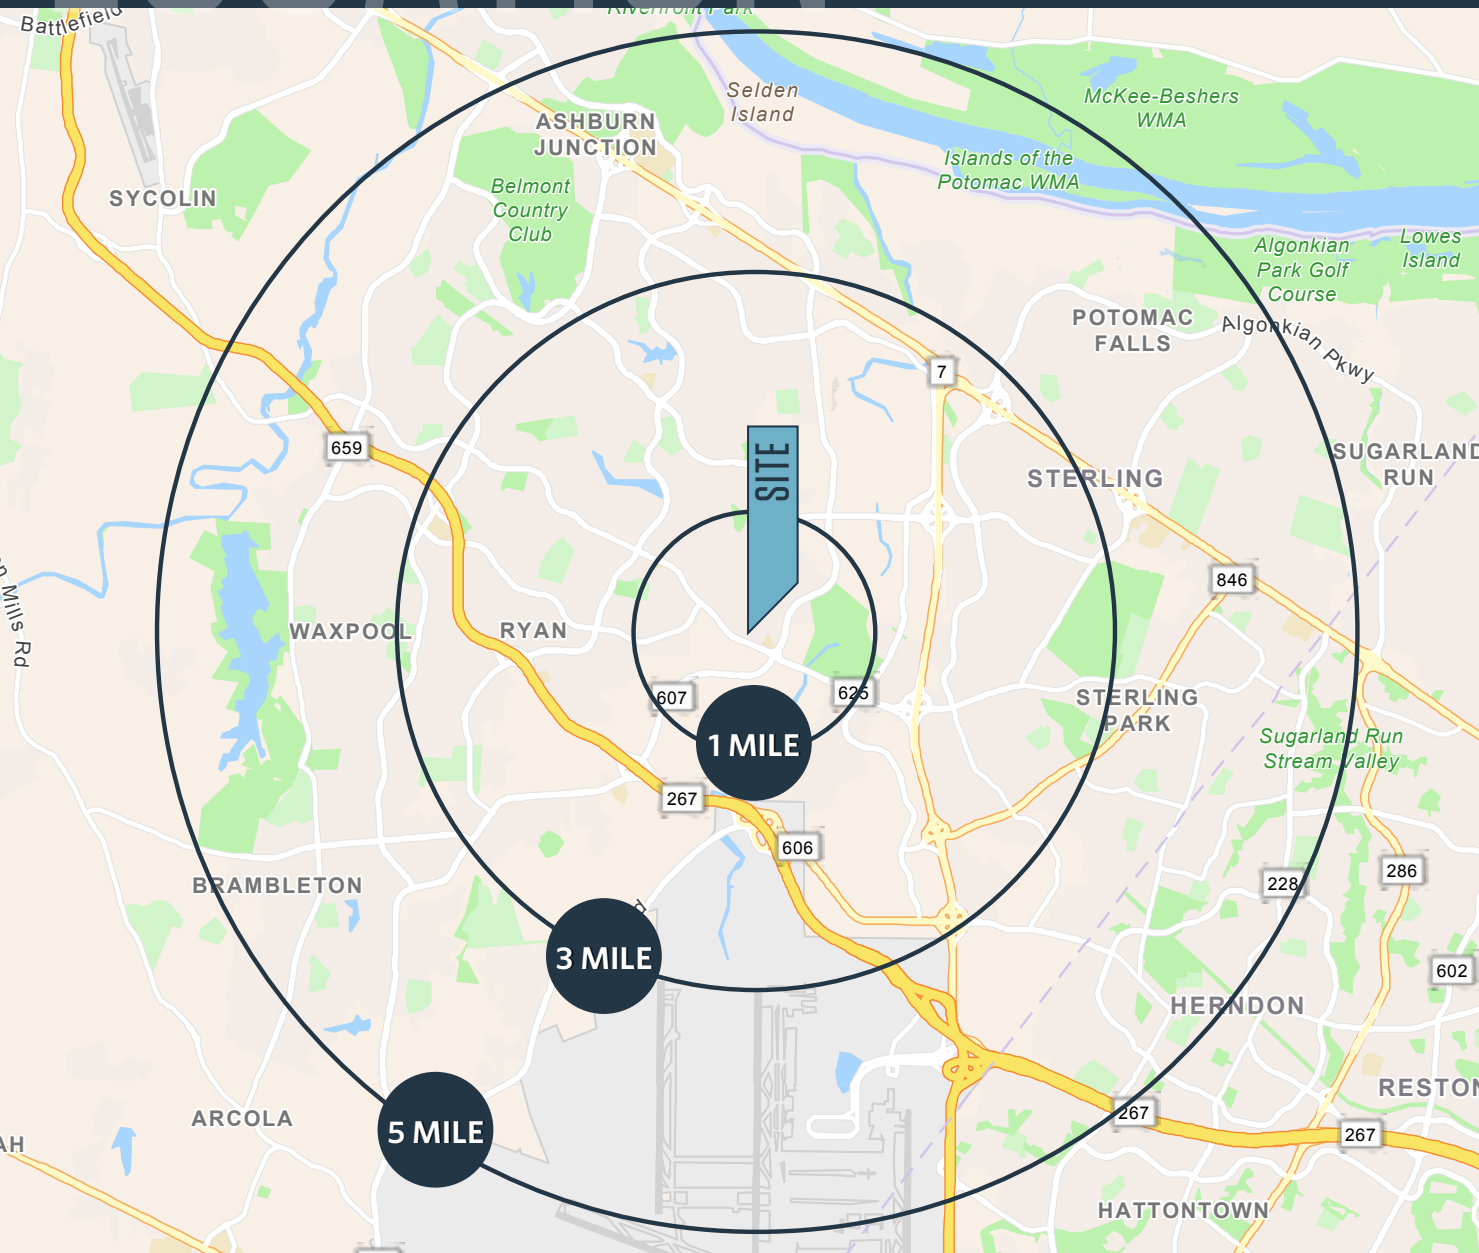 Battlefield
Riverfront Park
Selden
Island
McKee-Beshers
WMA
ASHBURN
JUNCTION
Islands of the
Potomac WMA
SYCOLIN
Belmont
Country
Club
Algonkian
Park Golf
Course
Lowes
Island
POTOMAC
FALLS
Algonkian Pkwy
7
659
SITE
STERLING
SUGARLAND
RUN
846
n Mills Rd
WAXPOOL
RYAN
607
625
STERLING
PARK
Sugarland Run
Stream Valley
1 MILE
267
606
286
228
BRAMBLETON
d
3 MILE
602
HERNDON
RESTON
267
ARCOLA
5 MILE
267
AH
HATTONTOWN